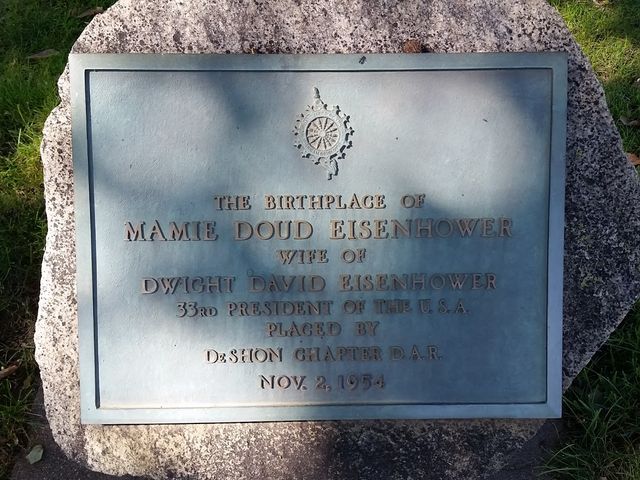 THE BIRTHPLACE OF
MAMIE DOUD EISENHOWER
WIFE OF
DWIGHT DAVID EISENHOWER
33RD PRESIDENT OF THE U.S.A.
PLACED BY
DESHON CHAPTER D.A.R.
NOV. 2, 1954